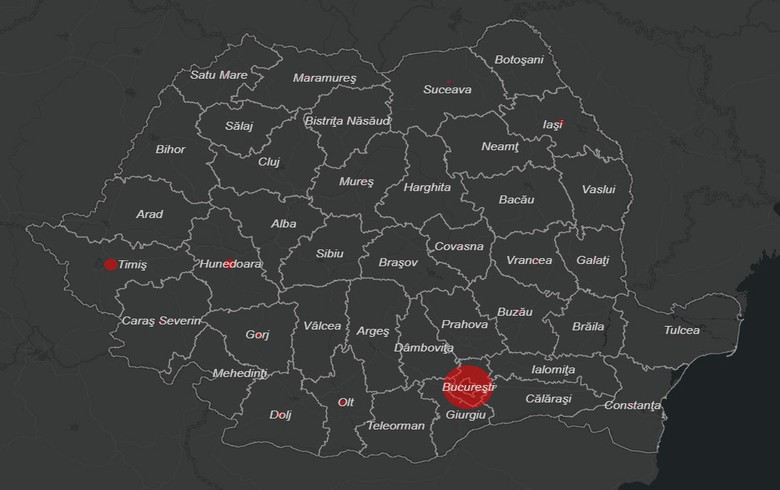 Botoşani
Satu Mare
Maramureş
Suceava
Sălaj
Bistriţa Năsăud
Iaşi
Bihor
Cluj
Neamţ
Mureş
Harghita
Bacău
Vaslui
Arad
Alba
Sibiu
Covasna
Timiş
Hunedoara
Braşov
Vrancea
Galaţi
Caraş Severin
Gorj
Vâlcea
Argeş
Prahova
Buzău
Brăila
Tulcea
Dâmboviţa
Mehedinţi
Ialomiţa
Bucureşti
Olt
Călăraşi
Constanţa
Dolj
Teleorman
Giurgiu